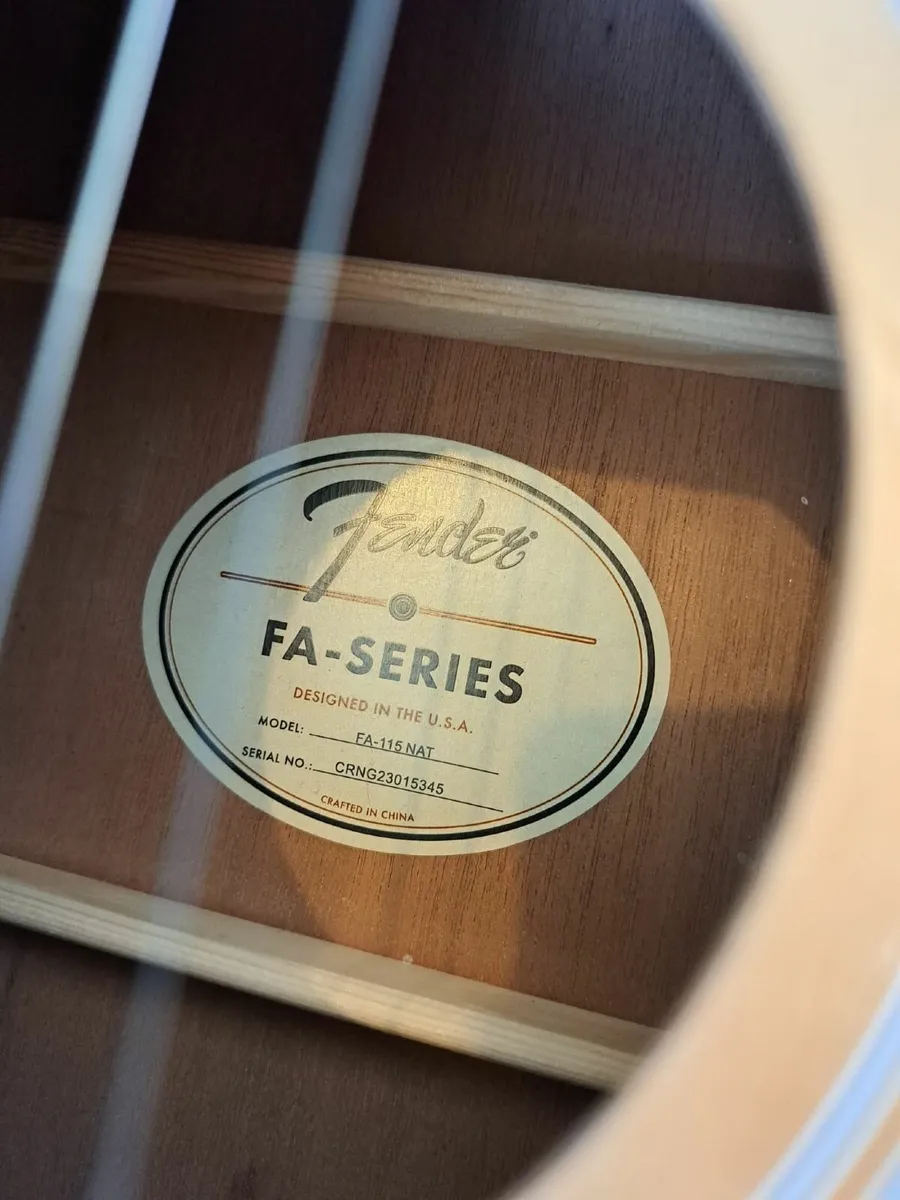 Fender
FA-SERIES
DESIGNED IN THE U.S.A.
MODEL: FA-115 NAT
SERIAL NO.: CRNG23015345
CRAFTED IN CHINA